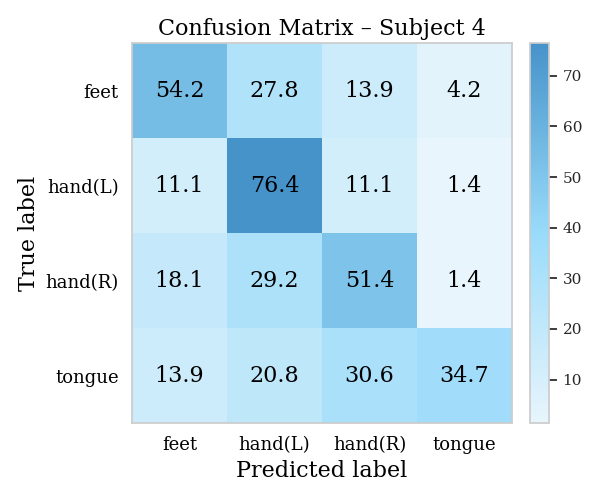 Confusion Matrix – Subject 4
True label
feet 54.2 27.8 13.9 4.2
hand(L) 11.1 76.4 11.1 1.4
hand(R) 18.1 29.2 51.4 1.4
tongue 13.9 20.8 30.6 34.7
feet hand(L) hand(R) tongue
Predicted label
70
60
50
40
30
20
10